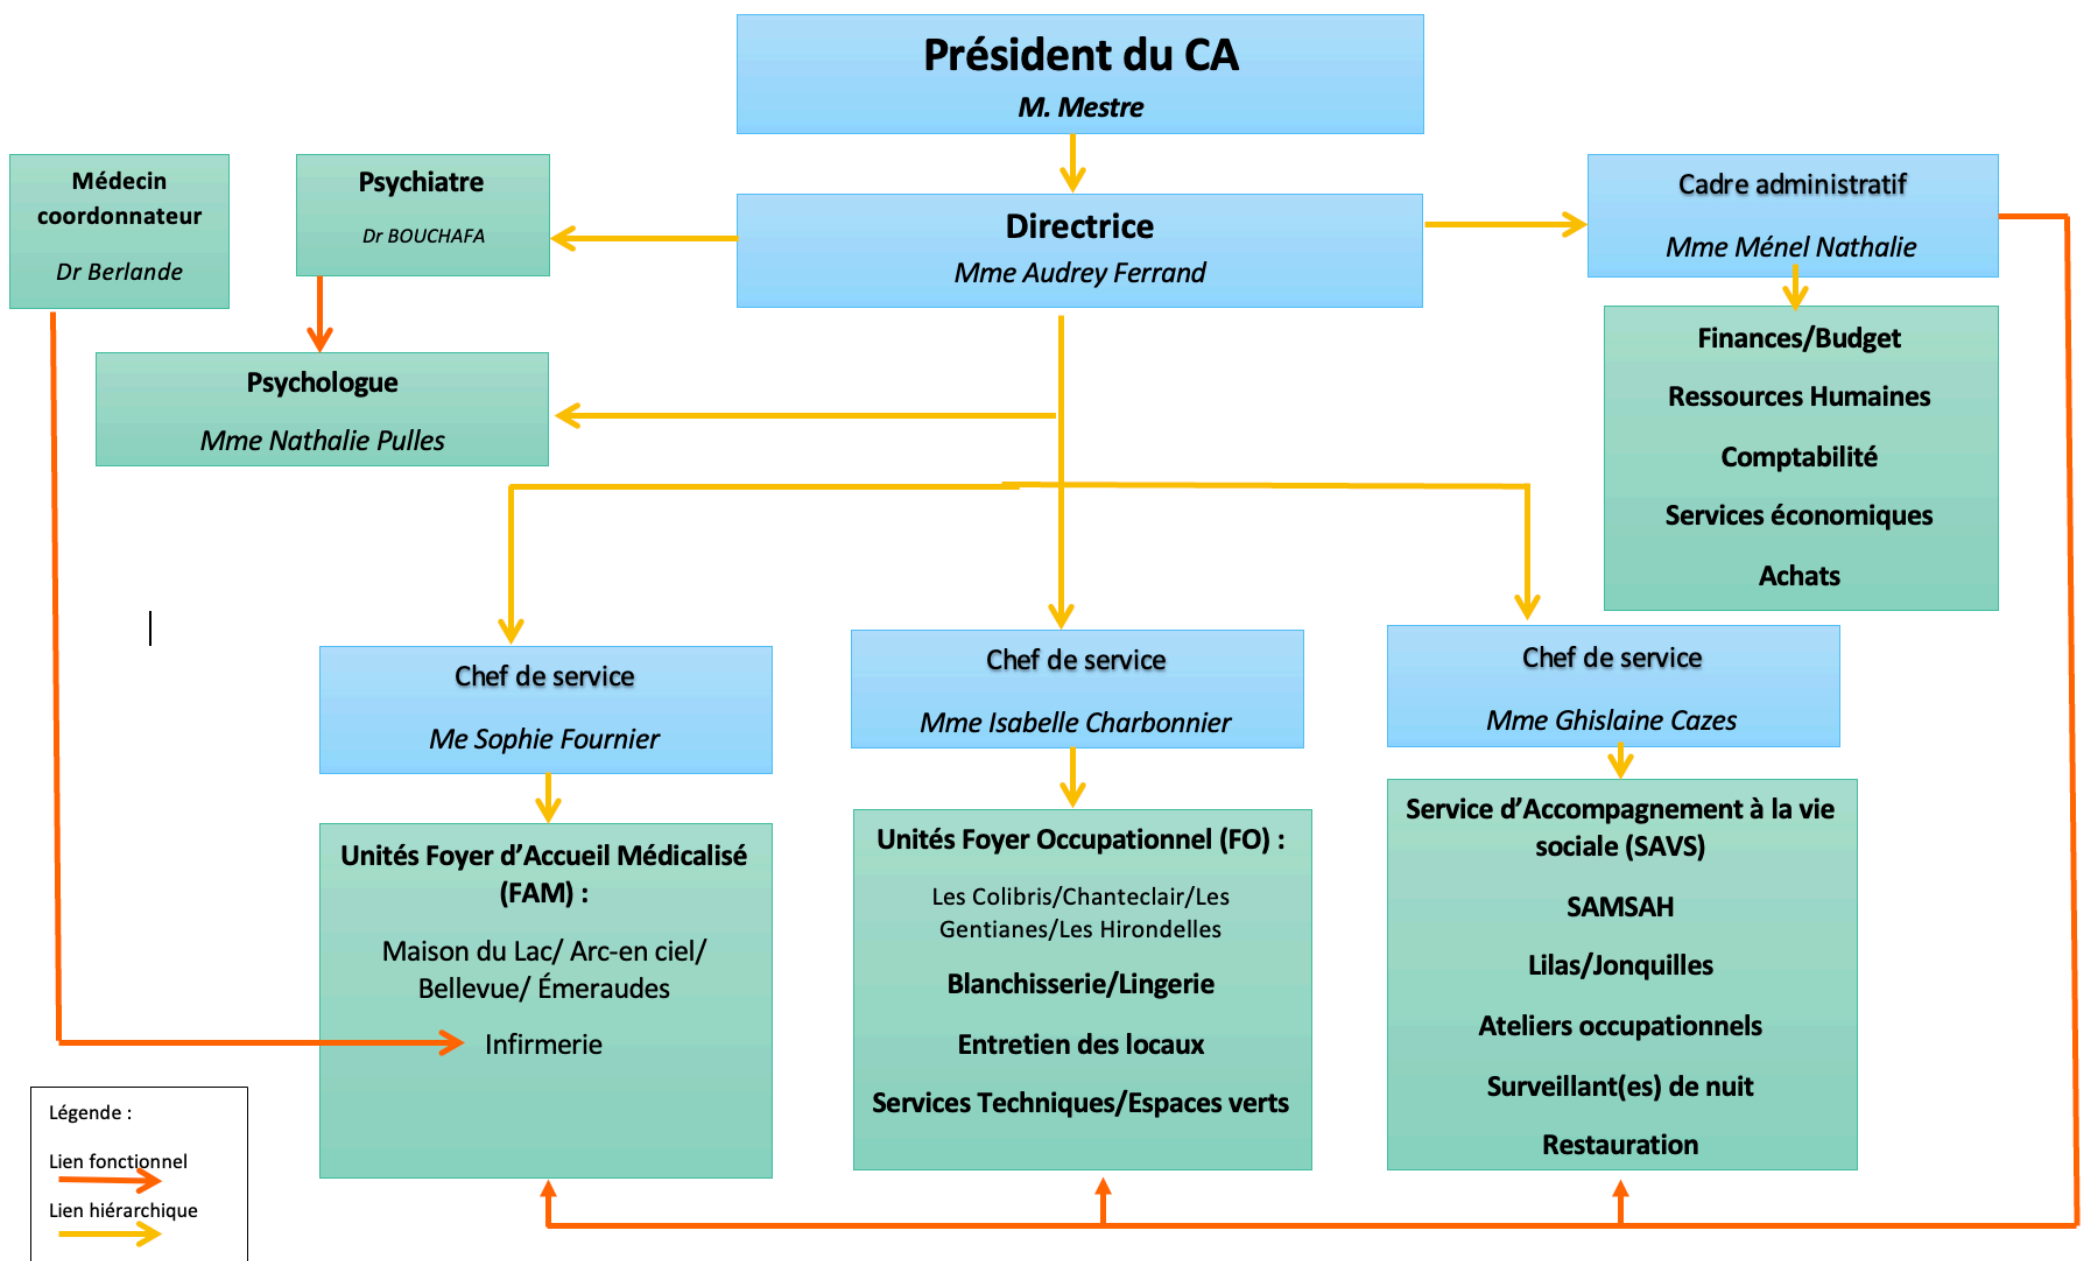 Président du CA
M. Mestre
Médecin
coordonnateur
Dr Berlande
Psychiatre
Dr BOUCHAFA
Directrice
Mme Audrey Ferrand
Cadre administratif
Mme Ménel Nathalie
Psychologue
Mme Nathalie Pulles
Finances/Budget
Ressources Humaines
Comptabilité
Services économiques
Achats
Chef de service
Me Sophie Fournier
Chef de service
Mme Isabelle Charbonnier
Chef de service
Mme Ghislaine Cazes
Unités Foyer d’Accueil Médicalisé
(FAM) :
Maison du Lac/ Arc-en ciel/
Bellevue/ Émeraudes
Infirmerie
Unités Foyer Occupationnel (FO) :
Les Colibris/Chanteclair/Les
Gentianes/Les Hirondelles
Blanchisserie/Lingerie
Entretien des locaux
Services Techniques/Espaces verts
Service d’Accompagnement à la vie
sociale (SAVS)
SAMSAH
Lilas/Jonquilles
Ateliers occupationnels
Surveillant(es) de nuit
Restauration
Légende :
Lien fonctionnel
Lien hiérarchique